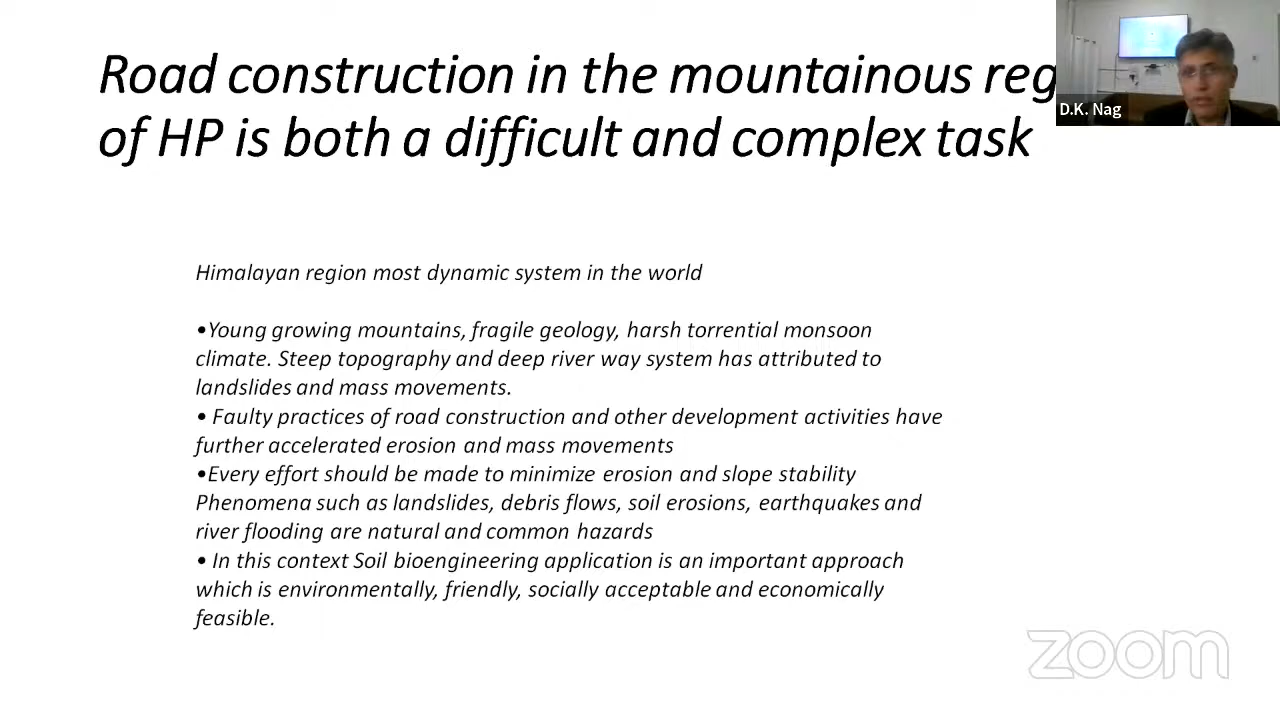 Road construction in the mountainous reg
of HP is both a difficult and complex task
D.K. Nag
Himalayan region most dynamic system in the world
•Young growing mountains, fragile geology, harsh torrential monsoon
climate. Steep topography and deep river way system has attributed to
landslides and mass movements.
• Faulty practices of road construction and other development activities have
further accelerated erosion and mass movements
•Every effort should be made to minimize erosion and slope stability
Phenomena such as landslides, debris flows, soil erosions, earthquakes and
river flooding are natural and common hazards
• In this context Soil bioengineering application is an important approach
which is environmentally, friendly, socially acceptable and economically
feasible.
zoom